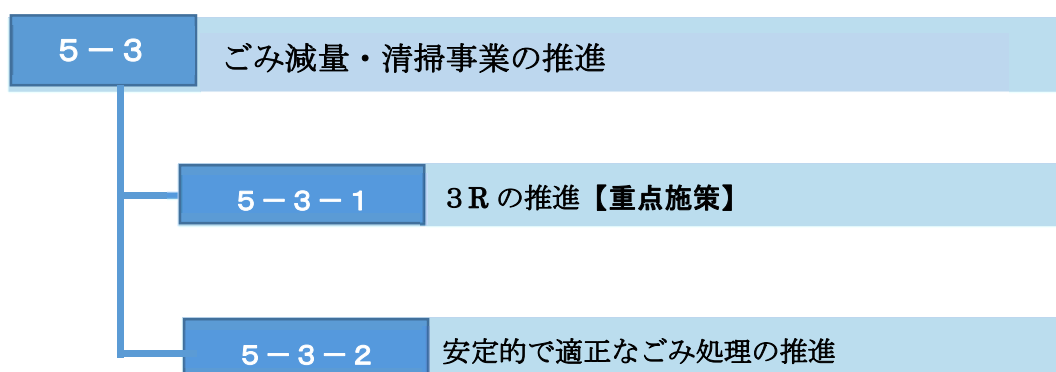 ５－３ ごみ減量・清掃事業の推進
５－３－１ ３Rの推進【重点施策】
５－３－２ 安定的で適正なごみ処理の推進